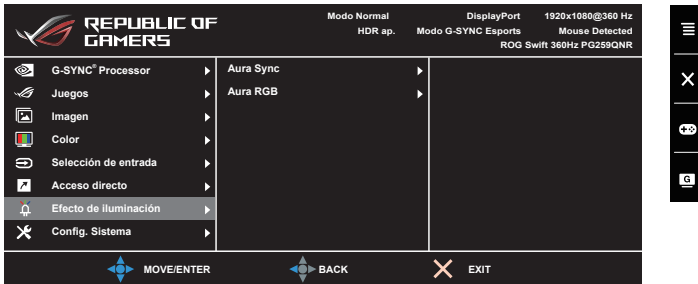 REPUBLIC OF
GAMERS
Modo Normal
DisplayPort
1920x1080@360 Hz
HDR ap.
Modo G-SYNC Esports
Mouse Detected
ROG Swift 360Hz PG259QNR
G-SYNC® Processor
Juegos
Imagen
Color
Selección de entrada
Acceso directo
Efecto de iluminación
Config. Sistema
Aura Sync
Aura RGB
MOVE/ENTER
BACK
EXIT
G